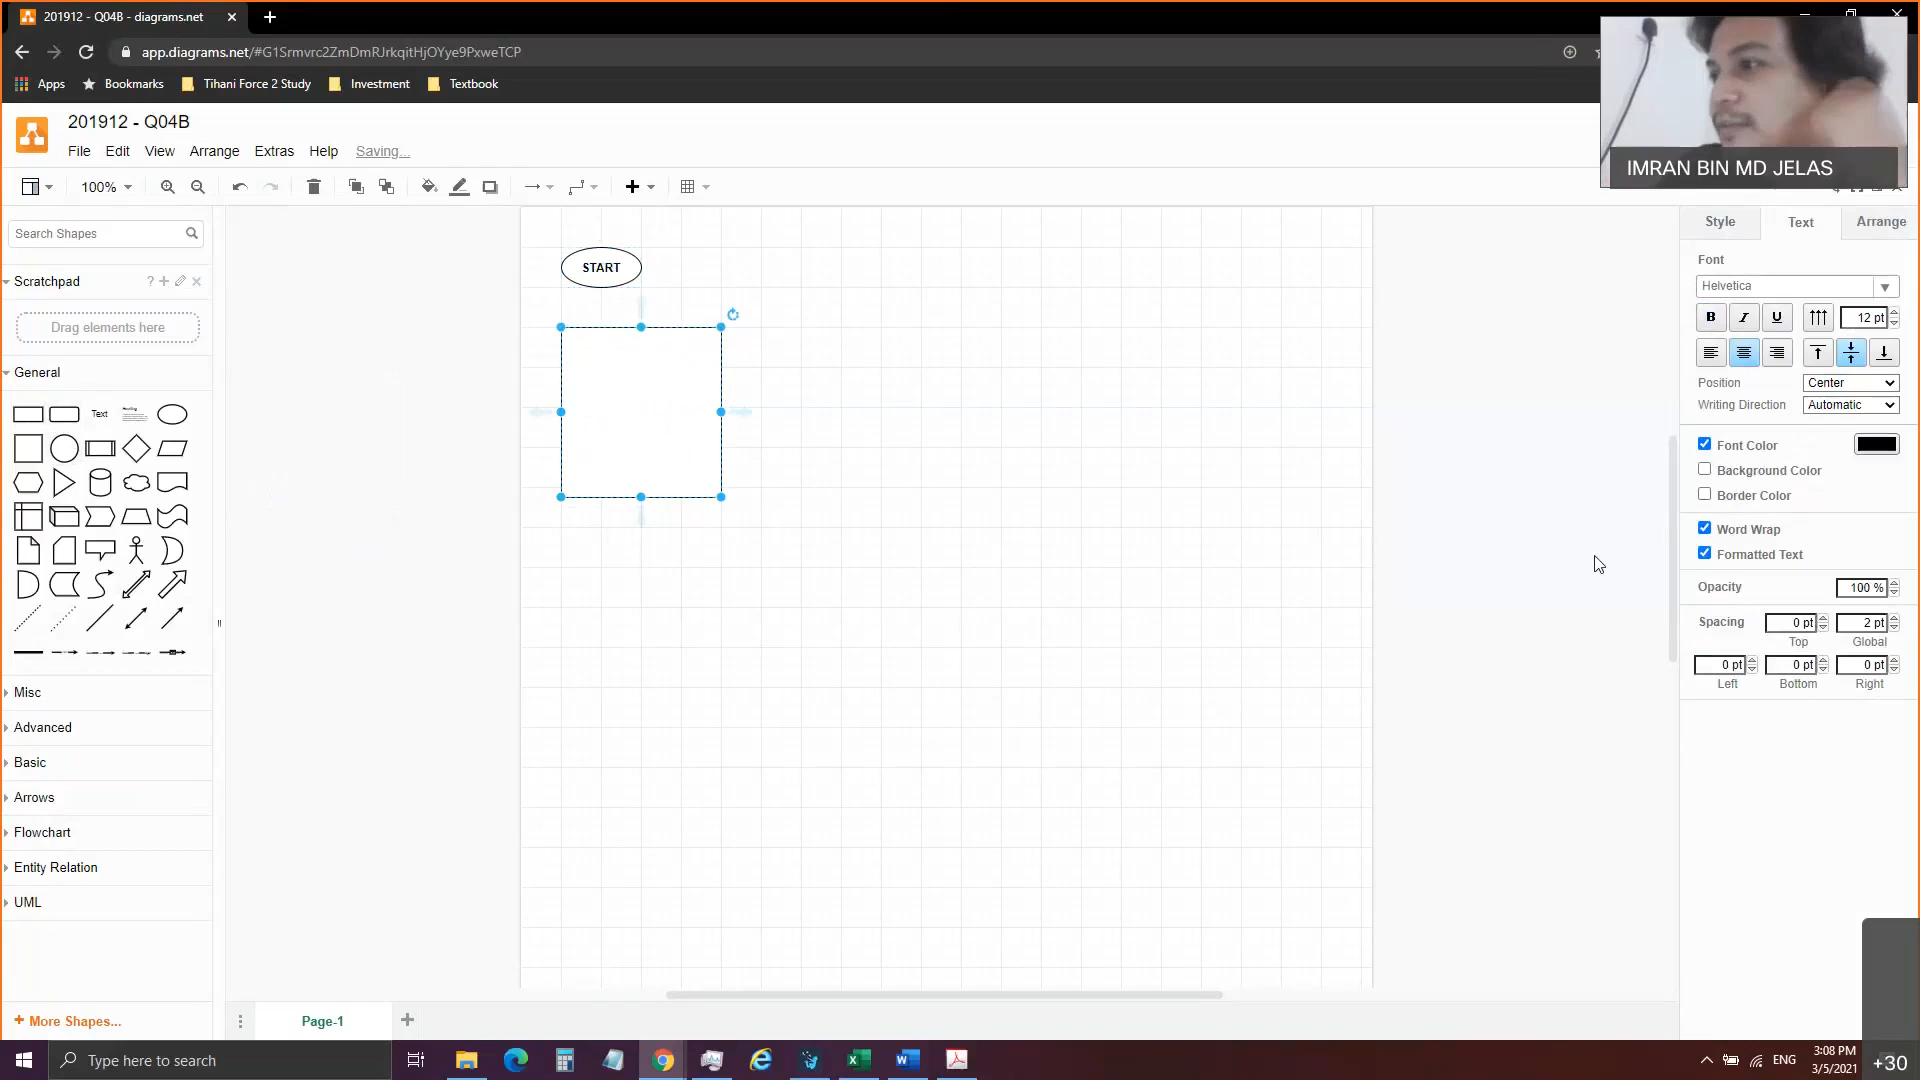 201912 - Q04B - diagrams.net
app.diagrams.net/#G1Srmvrc2ZmDmRJrkqitHjOYye9PxweTCP
Apps Bookmarks Tihani Force 2 Study Investment Textbook
IMRAN BIN MD JELAS
201912 - Q04B
File Edit View Arrange Extras Help Saving...
100%
Search Shapes
Style Text Arrange
Scratchpad
Drag elements here
General
Text
Heading
START
Font
Helvetica
B I U 12 pt
Position Center
Writing Direction Automatic
Font Color
Background Color
Border Color
Word Wrap
Formatted Text
Opacity 100 %
Spacing 0 pt 2 pt
Top Global
0 pt 0 pt 0 pt
Left Bottom Right
Misc
Advanced
Basic
Arrows
Flowchart
Entity Relation
UML
+ More Shapes...
Page-1
Type here to search
ENG
3:08 PM
3/5/2021
+30